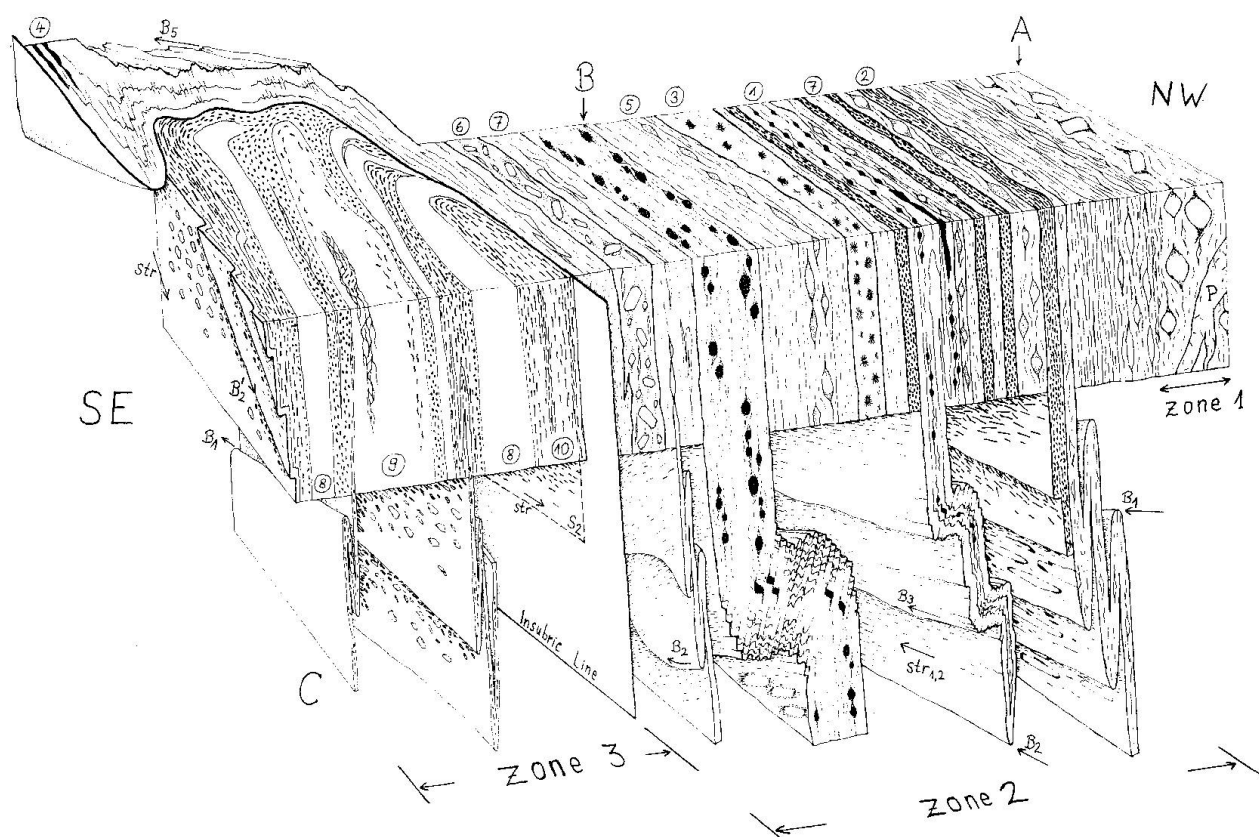 ④
B₅
A
B
NW
⑥ ⑦ ⑤ ③ ① ⑦ ② 
str
P
SE
B₂'
zone 1
B₁
⑧ ⑨ ⑧ ⑩
str
S₂
B₁
Insubric Line
B₃
B₂
str₁,₂
C
B₂
zone 3
zone 2